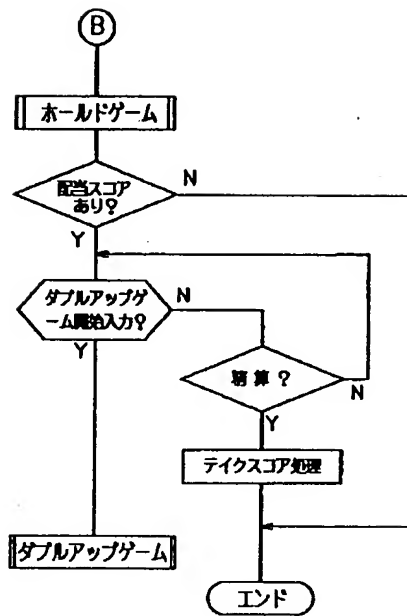 B
ホールドゲーム
配当スコア
あり?
N
Y
ダブルアップゲ
ーム開始入力?
N
Y
精算?
N
Y
テイクスコア処理
ダブルアップゲーム
エンド